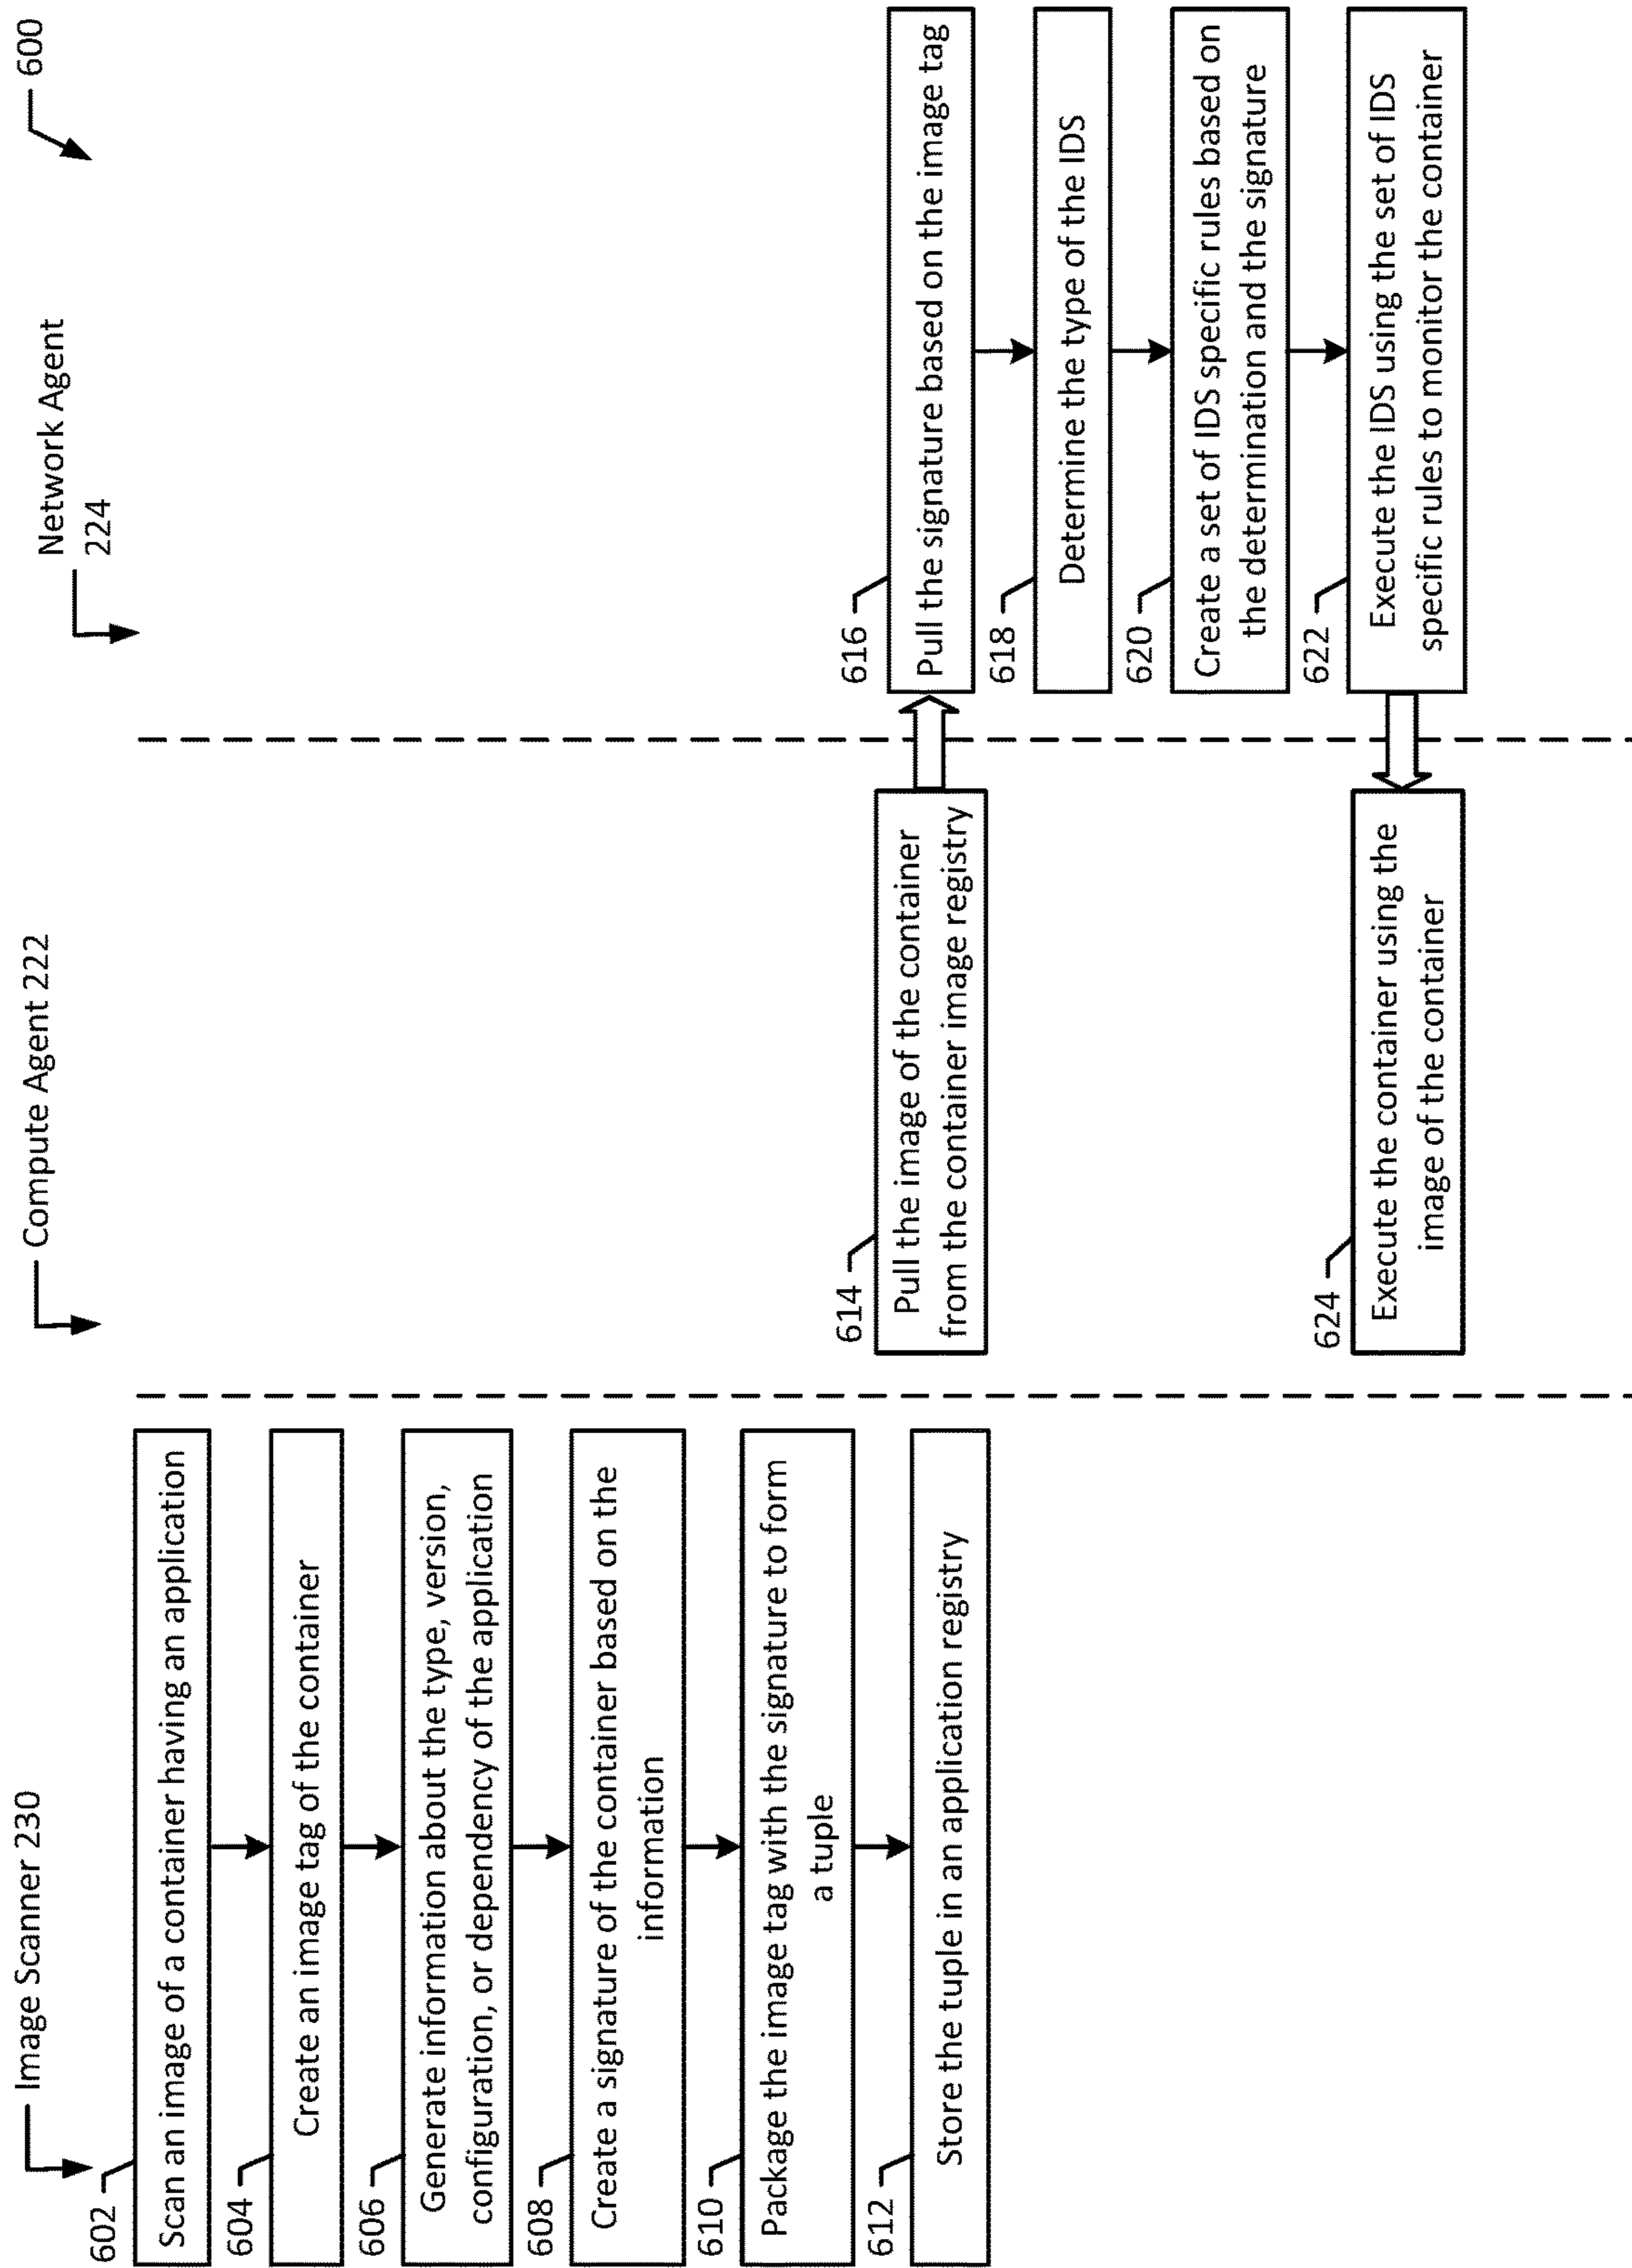 600
Image Scanner 230
Compute Agent 222
Network Agent
224
602
Scan an image of a container having an application
604
Create an image tag of the container
606
Generate information about the type, version,
configuration, or dependency of the application
608
Create a signature of the container based on the
information
610
Package the image tag with the signature to form
a tuple
612
Store the tuple in an application registry
614
Pull the image of the container
from the container image registry
616
Pull the signature based on the image tag
618
Determine the type of the IDS
620
Create a set of IDS specific rules based on
the determination and the signature
622
Execute the IDS using the set of IDS
specific rules to monitor the container
624
Execute the container using the
image of the container